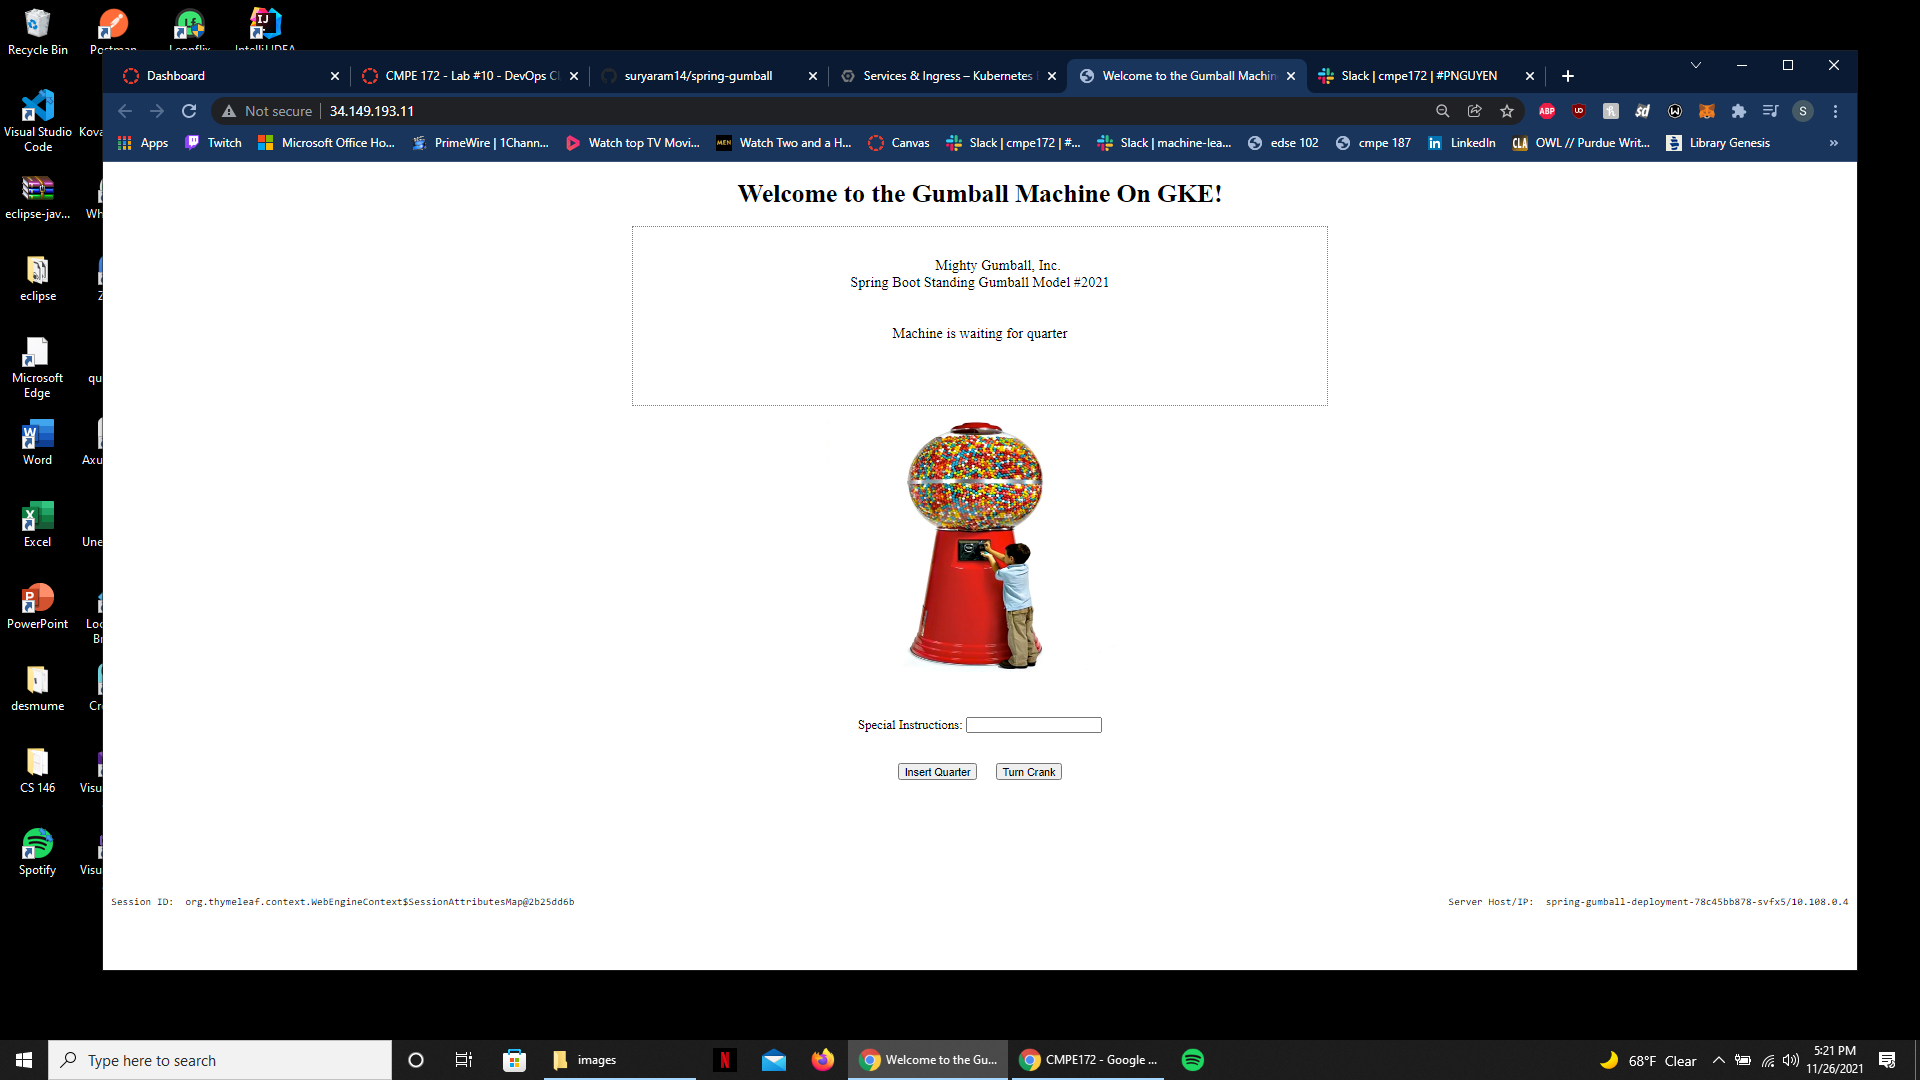 Recycle Bin
Postman
Leonflix
IntelliJ IDEA
Visual Studio Code
Kova
eclipse-jav...
Wh
eclipse
Z
Microsoft Edge
qu
Word
Axu
Excel
Une
PowerPoint
Loc
Br
desmume
Cr
CS 146
Visu
Spotify
Visu
Dashboard
CMPE 172 - Lab #10 - DevOps Cl
suryaram14/spring-gumball
Services & Ingress – Kubernetes
Welcome to the Gumball Machin
Slack | cmpe172 | #PNGUYEN
Not secure
34.149.193.11
ABP
S
Apps
Twitch
Microsoft Office Ho...
PrimeWire | 1Chann...
Watch top TV Movi...
MEN
Watch Two and a H...
Canvas
Slack | cmpe172 | #...
Slack | machine-lea...
edse 102
cmpe 187
LinkedIn
CLA
OWL // Purdue Writ...
Library Genesis
»
Welcome to the Gumball Machine On GKE!
Mighty Gumball, Inc.
Spring Boot Standing Gumball Model #2021
Machine is waiting for quarter
Special Instructions:
Insert Quarter
Turn Crank
Session ID: org.thymeleaf.context.WebEngineContext$SessionAttributesMap@2b25dd6b
Server Host/IP: spring-gumball-deployment-78c45bb878-svfx5/10.108.0.4
Type here to search
images
Welcome to the Gu...
CMPE172 - Google ...
68°F Clear
5:21 PM
11/26/2021